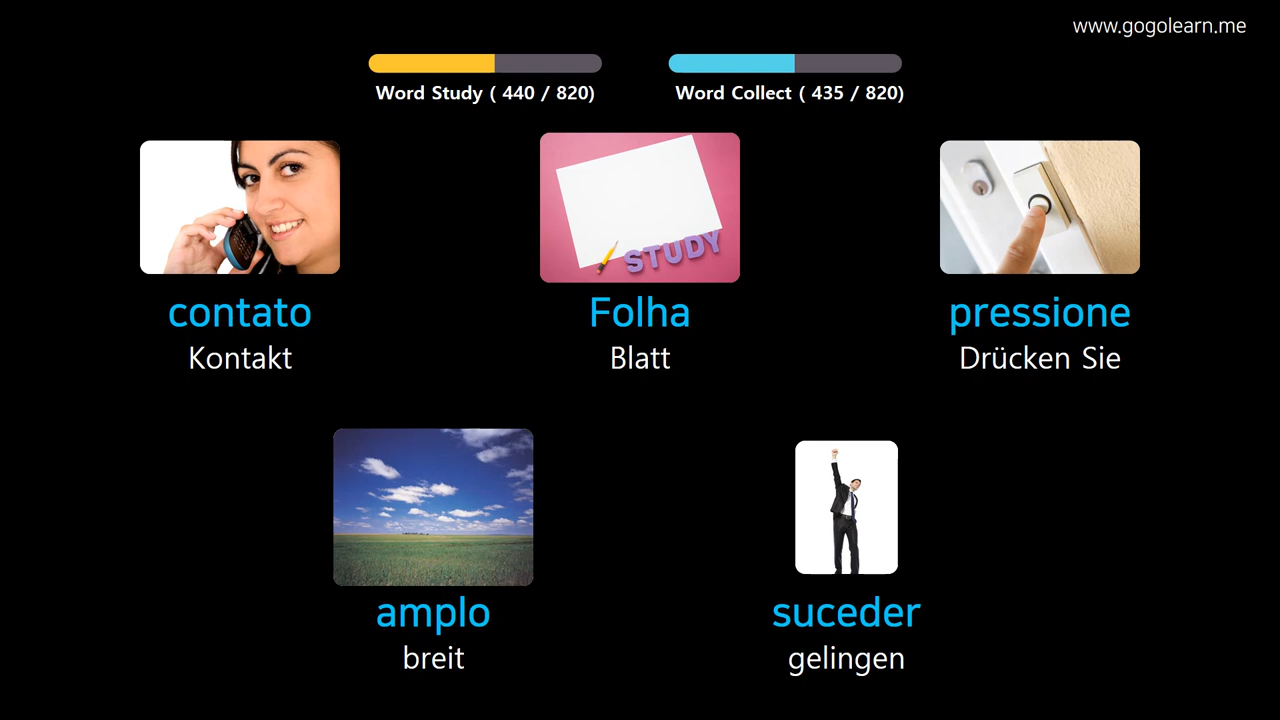 www.gogolearn.me
Word Study ( 440 / 820)
Word Collect ( 435 / 820)
STUDY
contato
Folha
pressione
Kontakt
Blatt
Drücken Sie
amplo
suceder
breit
gelingen